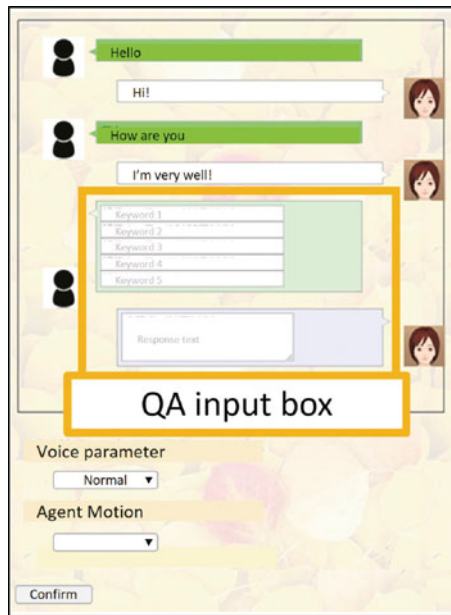 Hello
Hi!
How are you
I'm very well!
Keyword 1
Keyword 2
Keyword 3
Keyword 4
Keyword 5
Response text
QA input box
Voice parameter
Normal ▼
Agent Motion
▼
Confirm